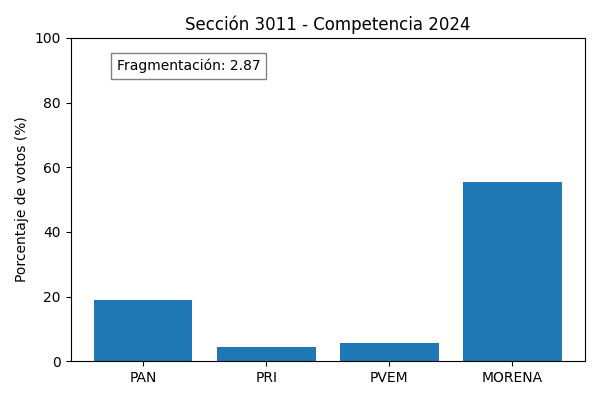 Sección 3011 - Competencia 2024
Fragmentación: 2.87
Porcentaje de votos (%)
100
80
60
40
20
0
PAN PRI PVEM MORENA